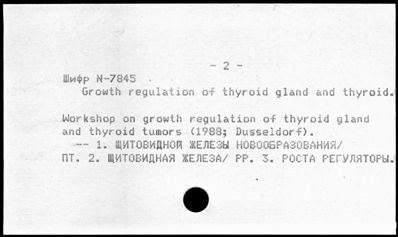 - 2 -
Шифр N-7845
Growth regulation of thyroid gland and thyroid.
Workshop on growth regulation of thyroid gland
and thyroid tumors (1988; Dusseldorf).
-- 1. ЩИТОВИДНОЙ ЖЕЛЕЗЫ НОВООБРАЗОВАНИЯ/
ПТ. 2. ЩИТОВИДНАЯ ЖЕЛЕЗА/ РР. 3. РОСТА РЕГУЛЯТОРЫ.